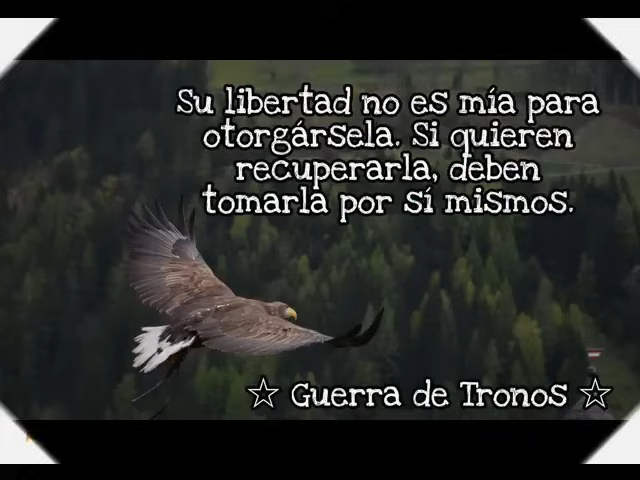 Su libertad no es mía para
otorgársela. Si quieren
recuperarla, deben
tomarla por sí mismos.
☆ Guerra de Tronos ☆